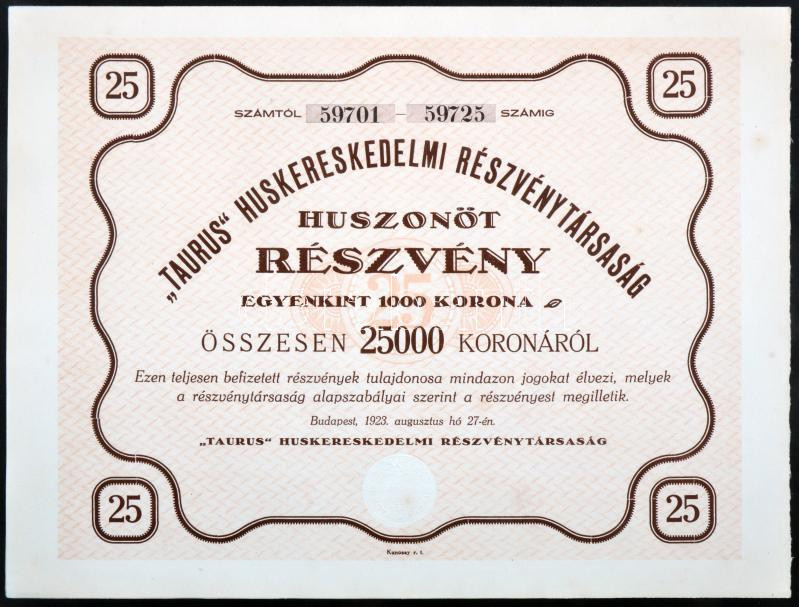 25 25
SZÁMTÓL 59701 — 59725 SZÁMIG
„TAURUS“ HUSKERESKEDELMI RÉSZVÉNYTÁRSASÁG
HUSZONÖT
RÉSZVÉNY
EGYENKINT 1000 KORONA
ÖSSZESEN 25000 KORONÁRÓL
Ezen teljesen befizetett részvények tulajdonosa mindazon jogokat élvezi, melyek
a részvénytársaság alapszabályai szerint a részvényest megilletik.
Budapest, 1923. augusztus hó 27-én.
„TAURUS“ HUSKERESKEDELMI RÉSZVÉNYTÁRSASÁG
25 25
Kunossy r. t.